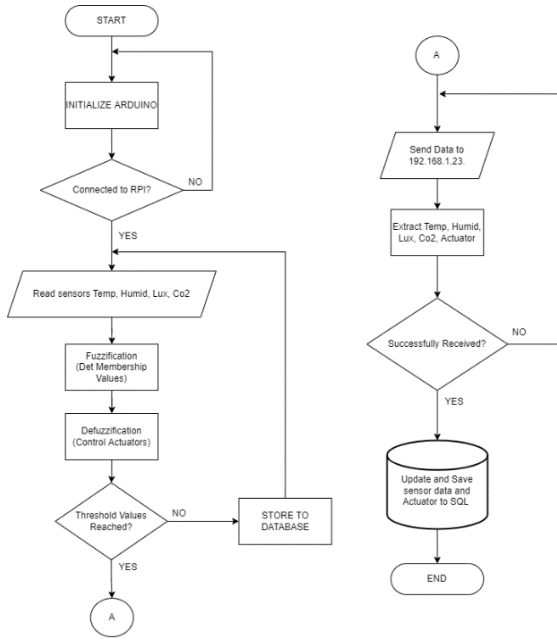 START
INITIALIZE ARDUINO
Connected to RPI?
NO
YES
Read sensors Temp, Humid, Lux, Co2
Fuzzification
(Det Membership
Values)
Defuzzification
(Control Actuators)
Threshold Values
Reached?
NO
STORE TO
DATABASE
YES
A
A
Send Data to
192.168.1.23.
Extract Temp, Humid,
Lux, Co2, Actuator
Successfully Received?
NO
YES
Update and Save
sensor data and
Actuator to SQL
END